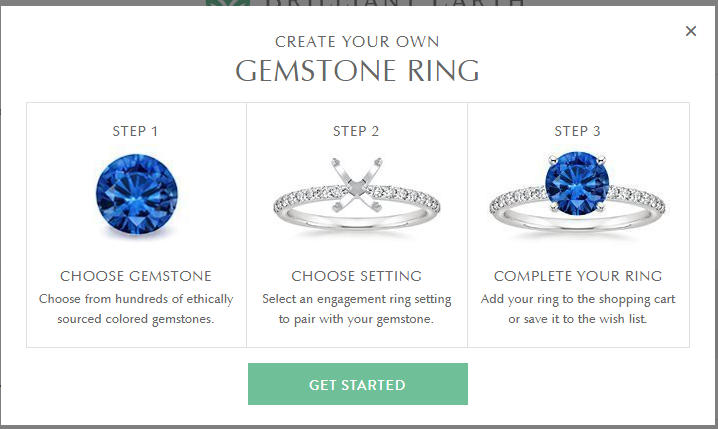 BRILLIANT EARTH
CREATE YOUR OWN
GEMSTONE RING
STEP 1
CHOOSE GEMSTONE
Choose from hundreds of ethically
sourced colored gemstones.
STEP 2
CHOOSE SETTING
Select an engagement ring setting
to pair with your gemstone.
STEP 3
COMPLETE YOUR RING
Add your ring to the shopping cart
or save it to the wish list.
GET STARTED